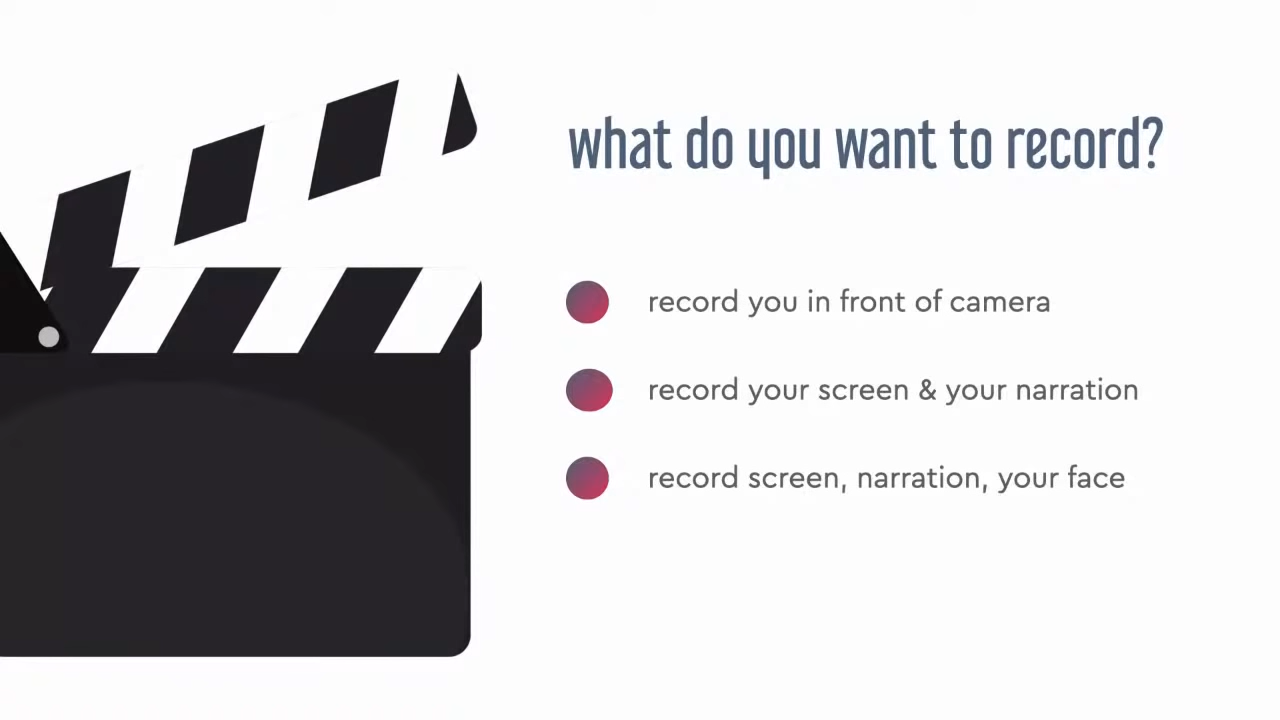 what do you want to record?
record you in front of camera
record your screen & your narration
record screen, narration, your face